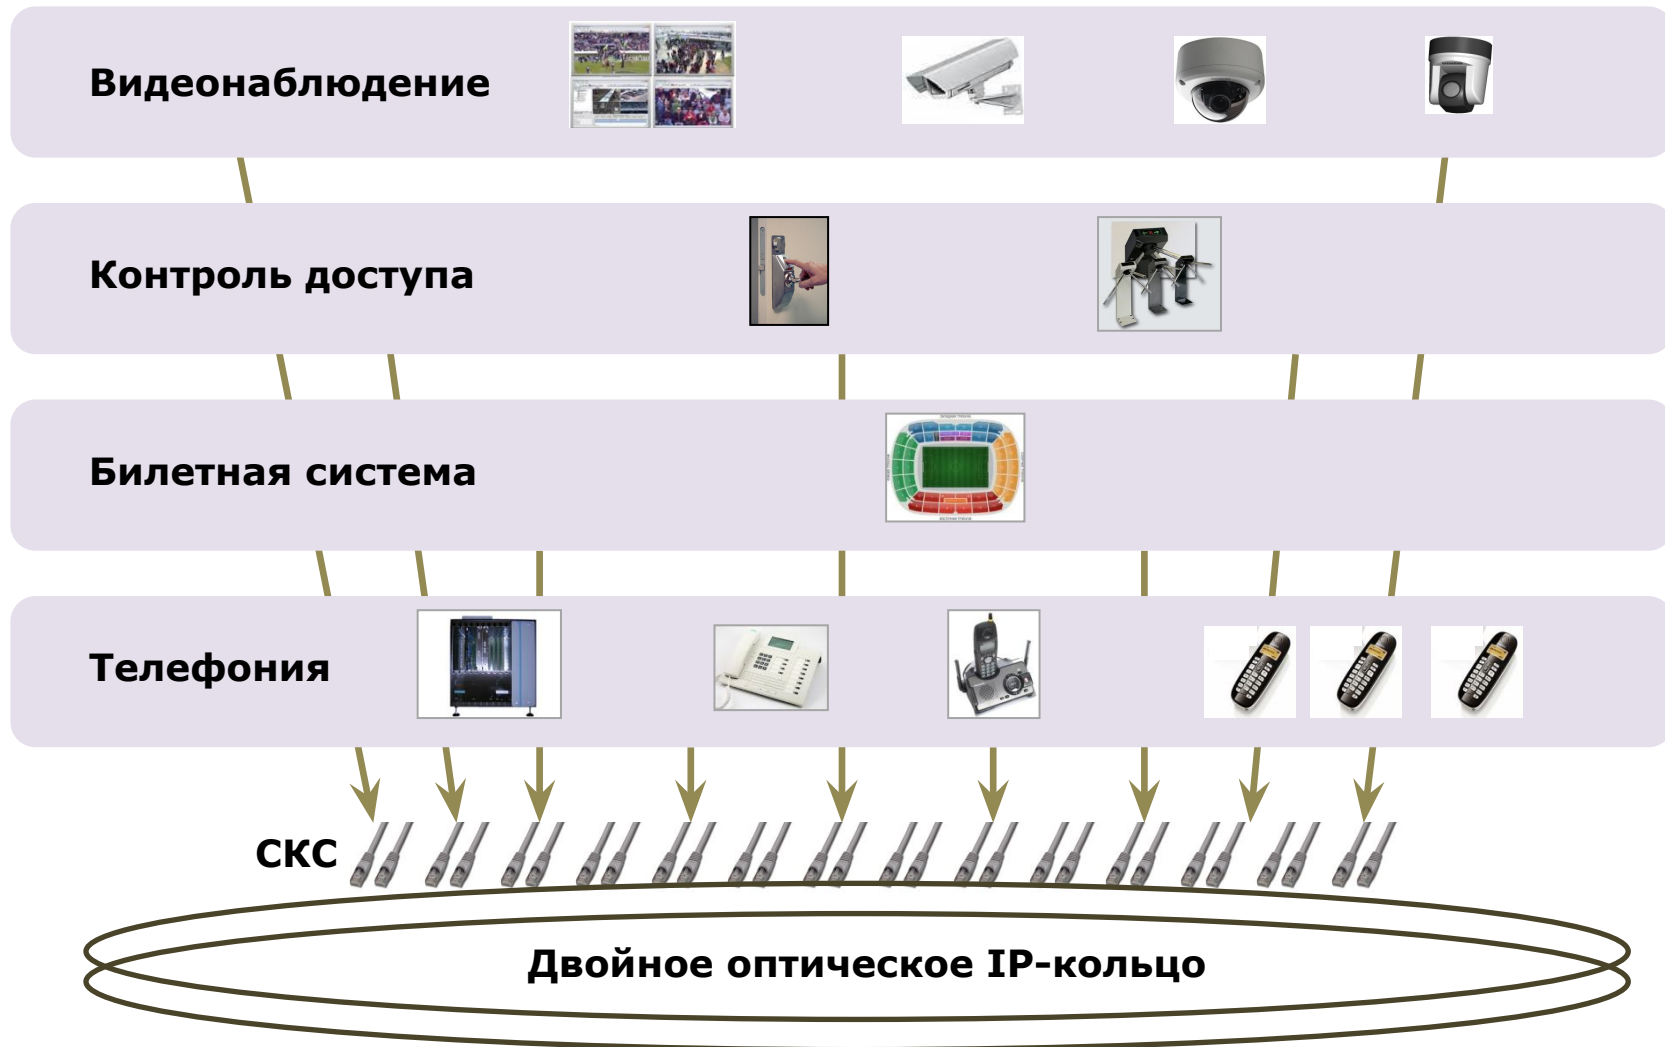 Видеонаблюдение
Контроль доступа
Билетная система
Телефония
СКС
Двойное оптическое IP-кольцо